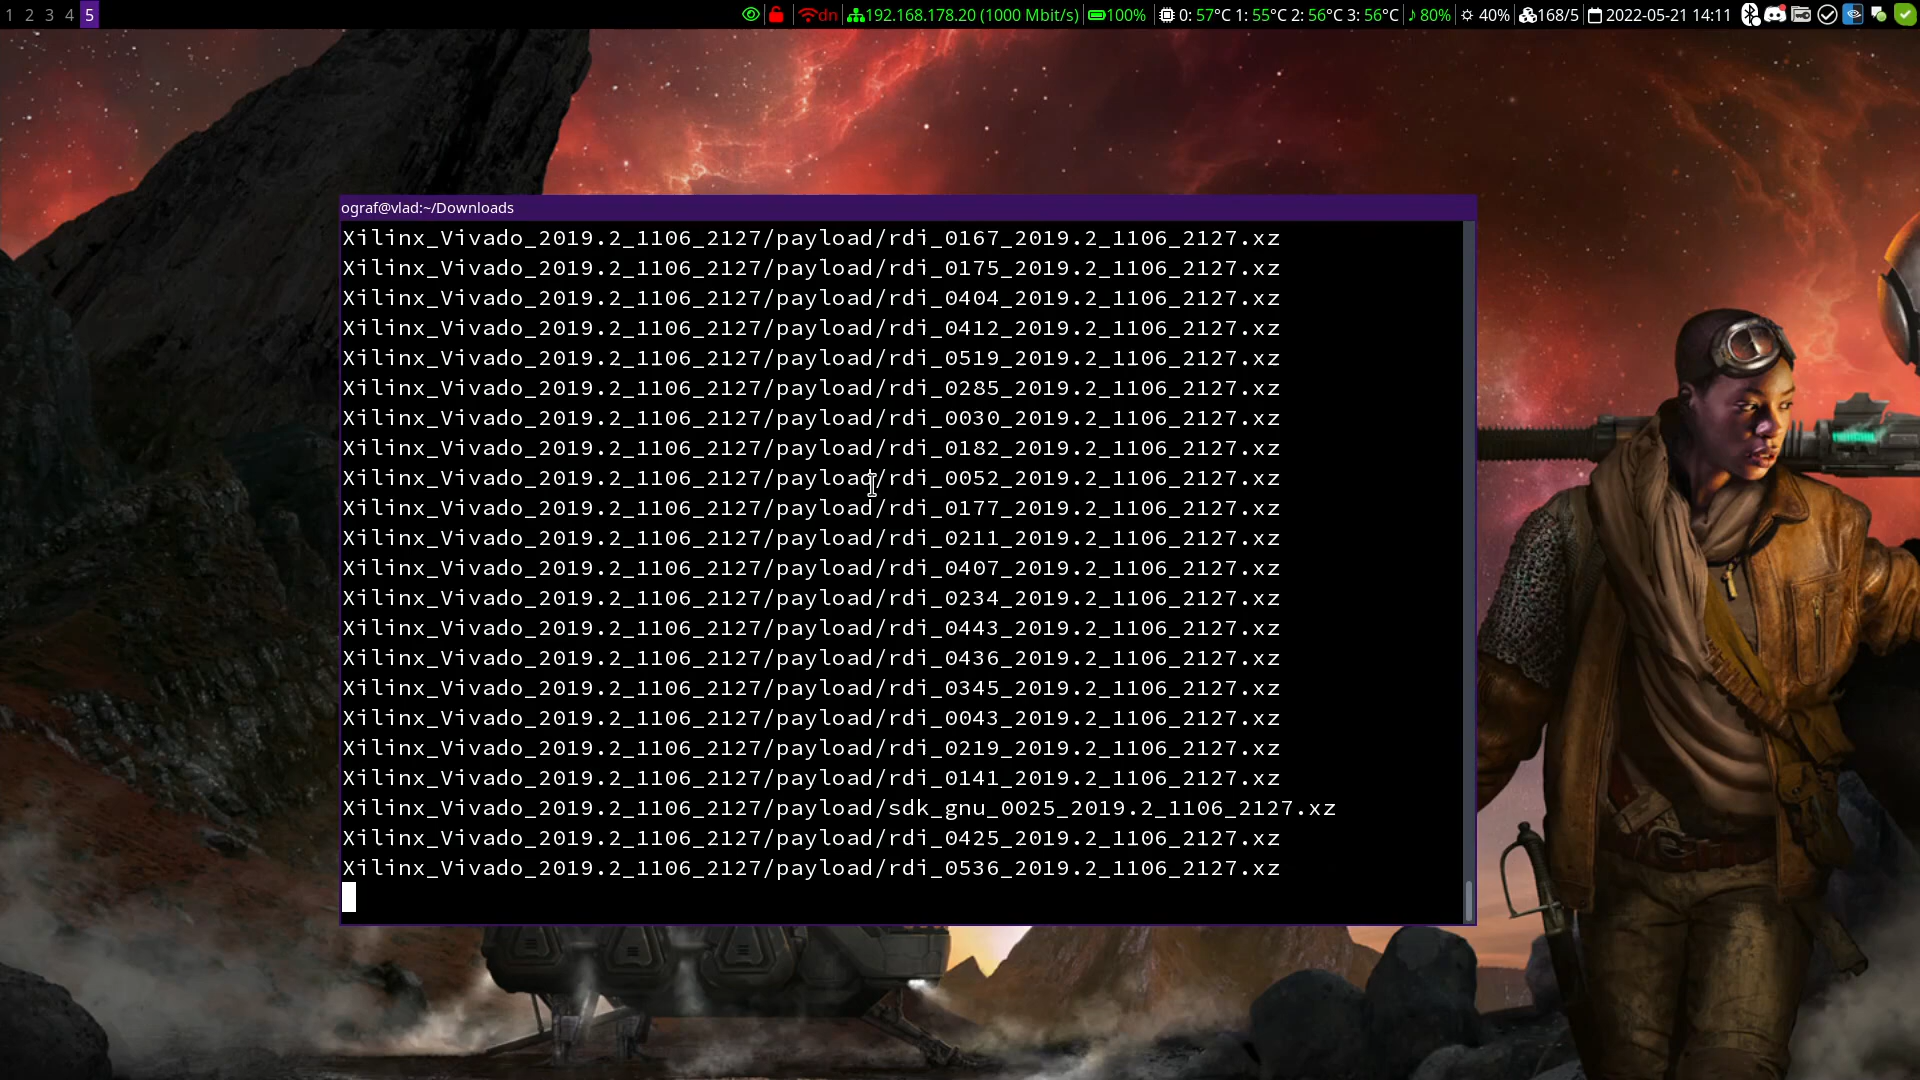 1 2 3 4 5 dn 192.168.178.20 (1000 Mbit/s) 100% 0: 57°C 1: 55°C 2: 56°C 3: 56°C 80% 40% 168/5 2022-05-21 14:11
ograf@vlad:~/Downloads
Xilinx_Vivado_2019.2_1106_2127/payload/rdi_0167_2019.2_1106_2127.xz
Xilinx_Vivado_2019.2_1106_2127/payload/rdi_0175_2019.2_1106_2127.xz
Xilinx_Vivado_2019.2_1106_2127/payload/rdi_0404_2019.2_1106_2127.xz
Xilinx_Vivado_2019.2_1106_2127/payload/rdi_0412_2019.2_1106_2127.xz
Xilinx_Vivado_2019.2_1106_2127/payload/rdi_0519_2019.2_1106_2127.xz
Xilinx_Vivado_2019.2_1106_2127/payload/rdi_0285_2019.2_1106_2127.xz
Xilinx_Vivado_2019.2_1106_2127/payload/rdi_0030_2019.2_1106_2127.xz
Xilinx_Vivado_2019.2_1106_2127/payload/rdi_0182_2019.2_1106_2127.xz
Xilinx_Vivado_2019.2_1106_2127/payload/rdi_0052_2019.2_1106_2127.xz
Xilinx_Vivado_2019.2_1106_2127/payload/rdi_0177_2019.2_1106_2127.xz
Xilinx_Vivado_2019.2_1106_2127/payload/rdi_0211_2019.2_1106_2127.xz
Xilinx_Vivado_2019.2_1106_2127/payload/rdi_0407_2019.2_1106_2127.xz
Xilinx_Vivado_2019.2_1106_2127/payload/rdi_0234_2019.2_1106_2127.xz
Xilinx_Vivado_2019.2_1106_2127/payload/rdi_0443_2019.2_1106_2127.xz
Xilinx_Vivado_2019.2_1106_2127/payload/rdi_0436_2019.2_1106_2127.xz
Xilinx_Vivado_2019.2_1106_2127/payload/rdi_0345_2019.2_1106_2127.xz
Xilinx_Vivado_2019.2_1106_2127/payload/rdi_0043_2019.2_1106_2127.xz
Xilinx_Vivado_2019.2_1106_2127/payload/rdi_0219_2019.2_1106_2127.xz
Xilinx_Vivado_2019.2_1106_2127/payload/rdi_0141_2019.2_1106_2127.xz
Xilinx_Vivado_2019.2_1106_2127/payload/sdk_gnu_0025_2019.2_1106_2127.xz
Xilinx_Vivado_2019.2_1106_2127/payload/rdi_0425_2019.2_1106_2127.xz
Xilinx_Vivado_2019.2_1106_2127/payload/rdi_0536_2019.2_1106_2127.xz